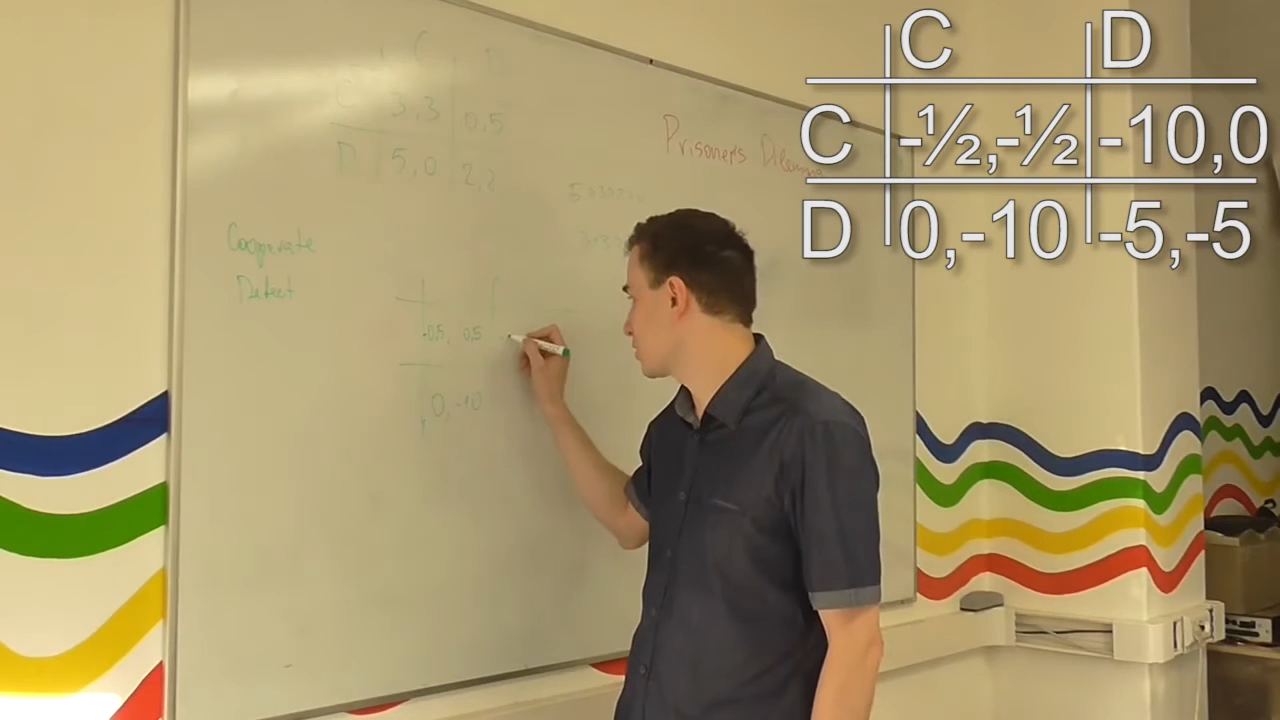 C D
C 3,3 0,5
D 5,0 2,2
Prisoner's Dilemma
Cooperate
Defect
-0,5, 0,5
0,-10
C D
C -½,-½ -10,0
D 0,-10 -5,-5